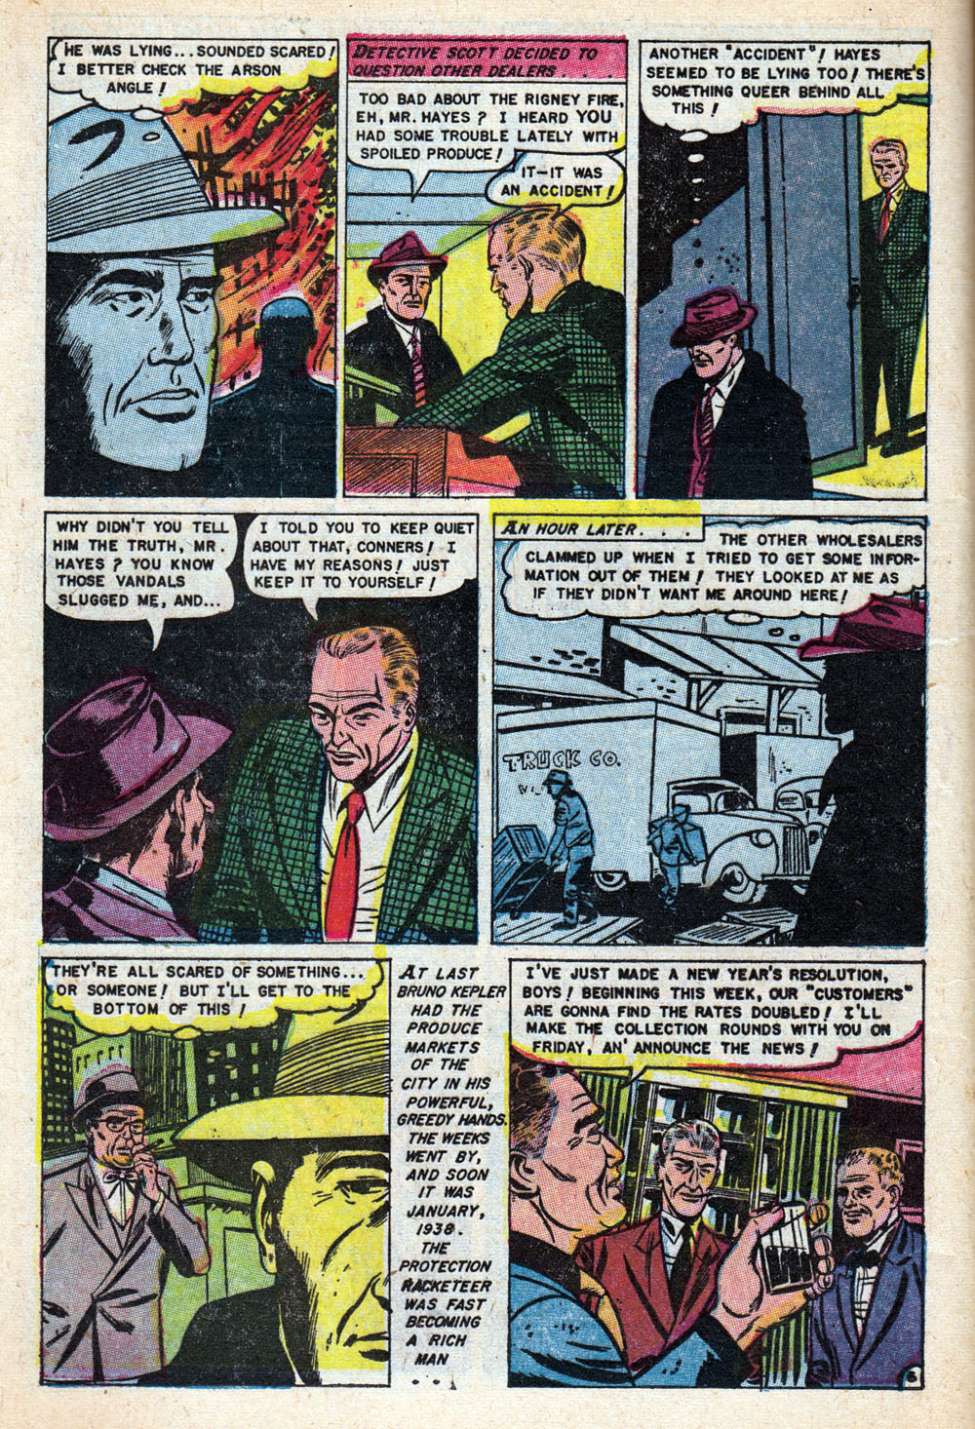 HE WAS LYING... SOUNDED SCARED!
I BETTER CHECK THE ARSON
ANGLE!
DETECTIVE SCOTT DECIDED TO
QUESTION OTHER DEALERS. . . .
TOO BAD ABOUT THE RIGNEY FIRE,
EH, MR. HAYES? I HEARD YOU
HAD SOME TROUBLE LATELY WITH
SPOILED PRODUCE!
IT-IT WAS
AN ACCIDENT!
ANOTHER "ACCIDENT"! HAYES
SEEMED TO BE LYING TOO! THERE'S
SOMETHING QUEER BEHIND ALL
THIS!
WHY DIDN'T YOU TELL
HIM THE TRUTH, MR.
HAYES? YOU KNOW
THOSE VANDALS
SLUGGED ME, AND...
I TOLD YOU TO KEEP QUIET
ABOUT THAT, CONNERS! I
HAVE MY REASONS! JUST
KEEP IT TO YOURSELF!
AN HOUR LATER. . .
THE OTHER WHOLESALERS
CLAMMED UP WHEN I TRIED TO GET SOME INFOR-
MATION OUT OF THEM! THEY LOOKED AT ME AS
IF THEY DIDN'T WANT ME AROUND HERE!
TRUCK CO.
THEY'RE ALL SCARED OF SOMETHING...
OR SOMEONE! BUT I'LL GET TO THE
BOTTOM OF THIS!
AT LAST
BRUNO KEPLER
HAD THE
PRODUCE
MARKETS
OF THE
CITY IN HIS
POWERFUL,
GREEDY HANDS.
THE WEEKS
WENT BY,
AND SOON
IT WAS
JANUARY,
1938.
THE
PROTECTION
RACKETEER
WAS FAST
BECOMING
A RICH
MAN
. . .
I'VE JUST MADE A NEW YEAR'S RESOLUTION,
BOYS! BEGINNING THIS WEEK, OUR "CUSTOMERS"
ARE GONNA FIND THE RATES DOUBLED! I'LL
MAKE THE COLLECTION ROUNDS WITH YOU ON
FRIDAY, AN' ANNOUNCE THE NEWS!